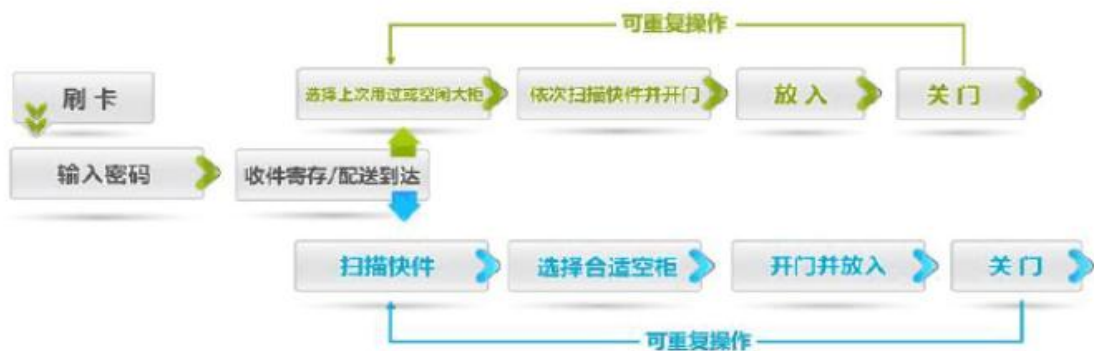 可重复操作
刷卡
选择上次用过或空闲大柜
依次扫描快件并开门
放入
关门
输入密码
收件寄存/配送到达
扫描快件
选择合适空柜
开门并放入
关门
可重复操作